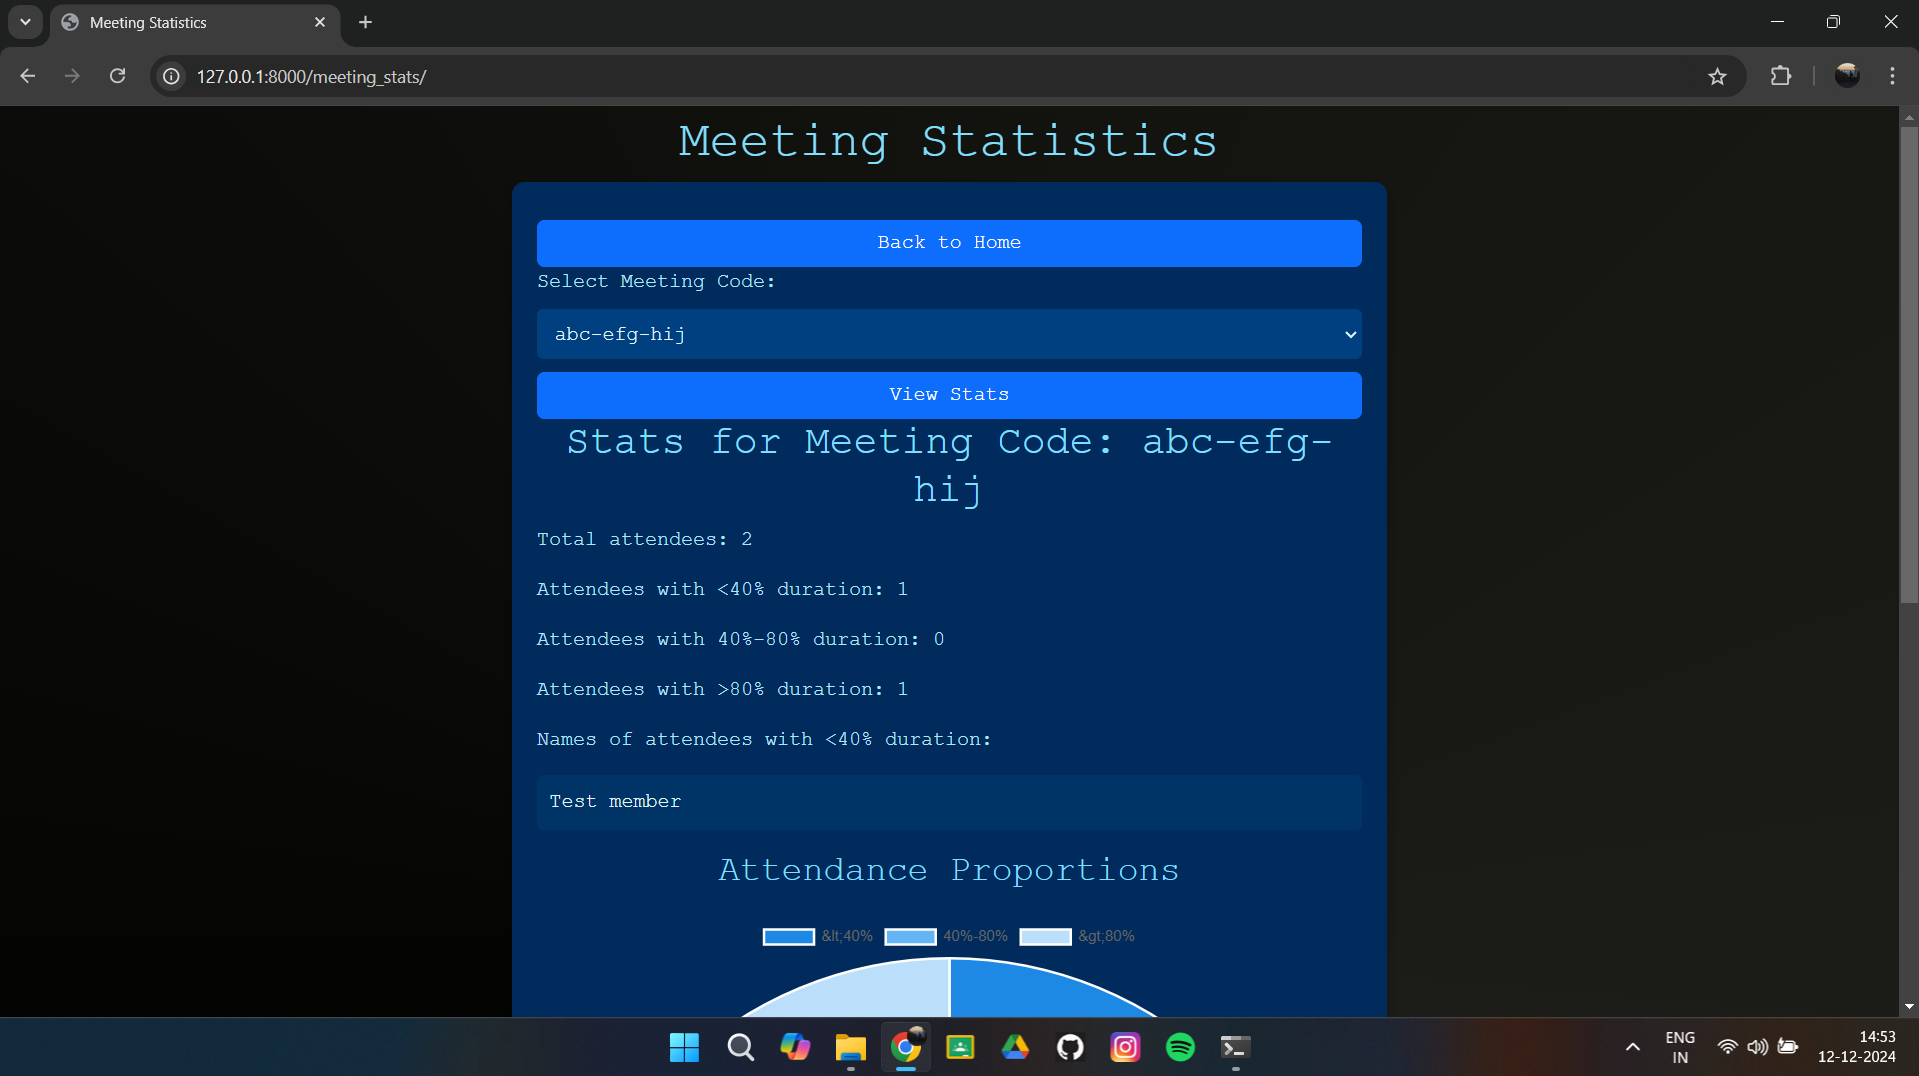 Meeting Statistics
127.0.0.1:8000/meeting_stats/
Meeting Statistics
Back to Home
Select Meeting Code:
abc-efg-hij
View Stats
Stats for Meeting Code: abc-efg-
hij
Total attendees: 2
Attendees with <40% duration: 1
Attendees with 40%-80% duration: 0
Attendees with >80% duration: 1
Names of attendees with <40% duration:
Test member
Attendance Proportions
&lt;40% 40%-80% &gt;80%
ENG
IN
14:53
12-12-2024